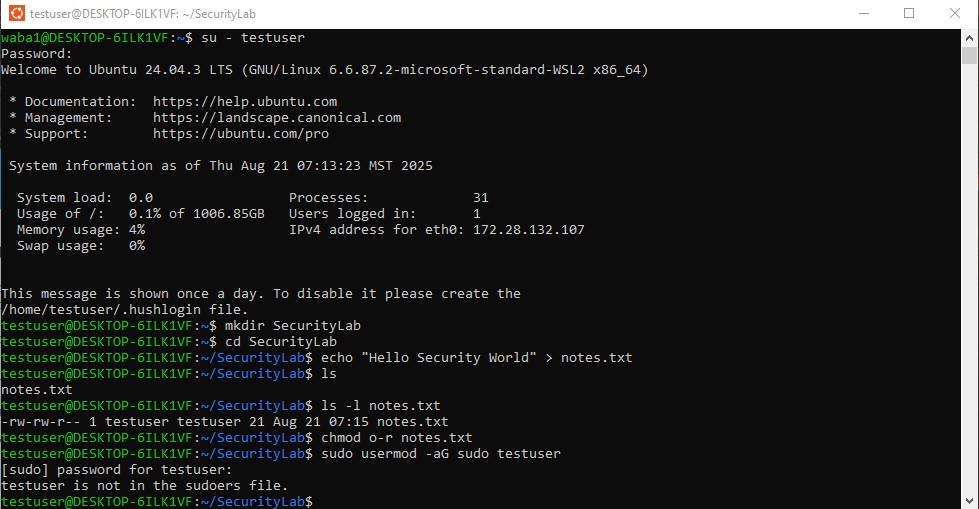 testuser@DESKTOP-6ILK1VF: ~/SecurityLab
waba1@DESKTOP-6ILK1VF:~$ su - testuser
Password:
Welcome to Ubuntu 24.04.3 LTS (GNU/Linux 6.6.87.2-microsoft-standard-WSL2 x86_64)
* Documentation:  https://help.ubuntu.com
* Management:     https://landscape.canonical.com
* Support:        https://ubuntu.com/pro
System information as of Thu Aug 21 07:13:23 MST 2025
System load:  0.0                 Processes:             31
Usage of /:   0.1% of 1006.85GB   Users logged in:       1
Memory usage: 4%                  IPv4 address for eth0: 172.28.132.107
Swap usage:   0%
This message is shown once a day. To disable it please create the
/home/testuser/.hushlogin file.
testuser@DESKTOP-6ILK1VF:~$ mkdir SecurityLab
testuser@DESKTOP-6ILK1VF:~$ cd SecurityLab
testuser@DESKTOP-6ILK1VF:~/SecurityLab$ echo "Hello Security World" > notes.txt
testuser@DESKTOP-6ILK1VF:~/SecurityLab$ ls
notes.txt
testuser@DESKTOP-6ILK1VF:~/SecurityLab$ ls -l notes.txt
-rw-rw-r-- 1 testuser testuser 21 Aug 21 07:15 notes.txt
testuser@DESKTOP-6ILK1VF:~/SecurityLab$ chmod o-r notes.txt
testuser@DESKTOP-6ILK1VF:~/SecurityLab$ sudo usermod -aG sudo testuser
[sudo] password for testuser:
testuser is not in the sudoers file.
testuser@DESKTOP-6ILK1VF:~/SecurityLab$